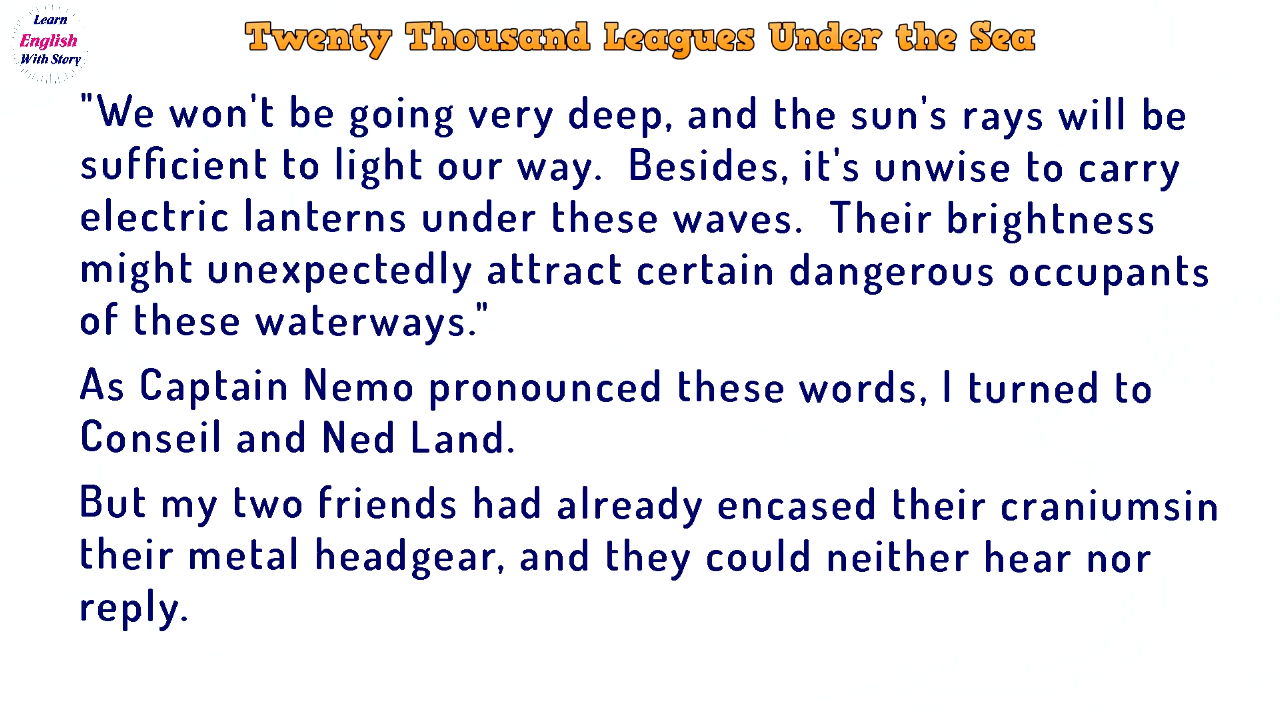 Learn
English
With Story
Twenty Thousand Leagues Under the Sea
"We won't be going very deep, and the sun's rays will be
sufficient to light our way.  Besides, it's unwise to carry
electric lanterns under these waves.  Their brightness
might unexpectedly attract certain dangerous occupants
of these waterways."
As Captain Nemo pronounced these words, I turned to
Conseil and Ned Land.
But my two friends had already encased their craniumsin
their metal headgear, and they could neither hear nor
reply.